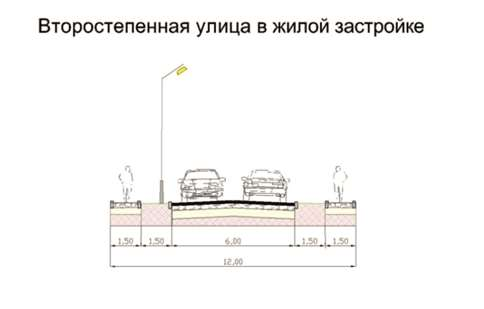 Второстепенная улица в жилой застройке
1,50 1,50 6,00 1,50 1,50
12,00